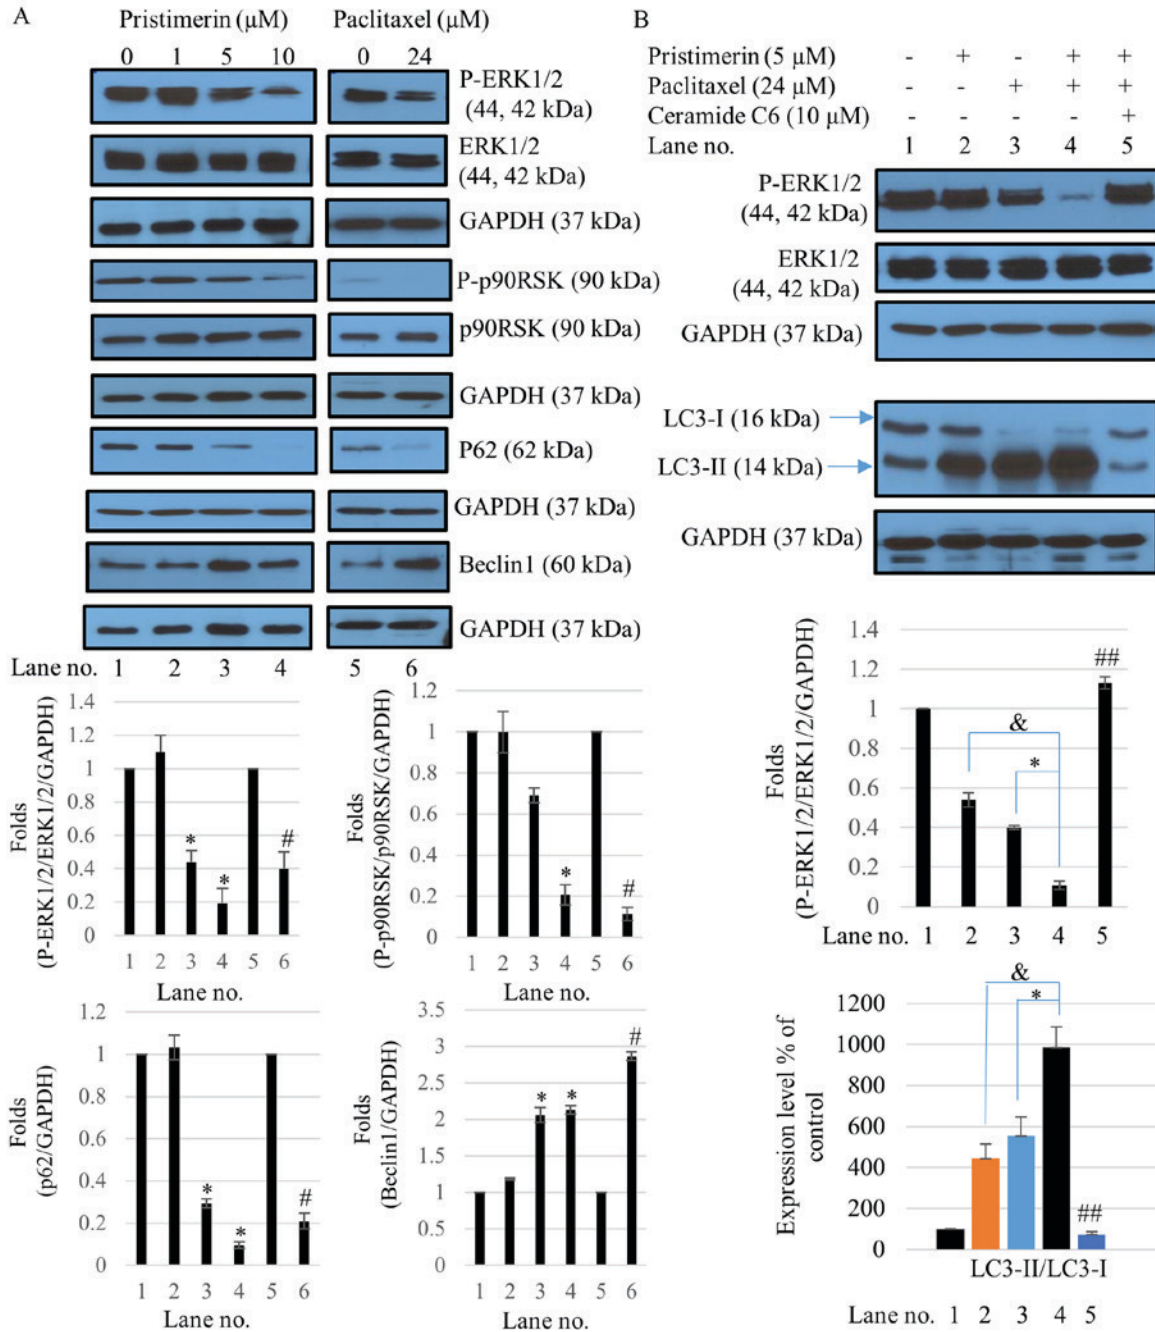 A
Pristimerin (µM)
Paclitaxel (µM)
0 1 5 10
0 24
P-ERK1/2
(44, 42 kDa)
ERK1/2
(44, 42 kDa)
GAPDH (37 kDa)
P-p90RSK (90 kDa)
p90RSK (90 kDa)
GAPDH (37 kDa)
P62 (62 kDa)
GAPDH (37 kDa)
Beclin1 (60 kDa)
GAPDH (37 kDa)
Lane no. 1 2 3 4 5 6
Folds
(P-ERK1/2/ERK1/2/GAPDH)
1.4
1.2
1
0.8
0.6
0.4
0.2
0
* * #
1 2 3 4 5 6
Lane no.
Folds
(P-p90RSK/p90RSK/GAPDH)
1.2
1
0.8
0.6
0.4
0.2
0
* #
1 2 3 4 5 6
Lane no.
Folds
(p62/GAPDH)
1.2
1
0.8
0.6
0.4
0.2
0
* * #
1 2 3 4 5 6
Lane no.
Folds
(Beclin1/GAPDH)
3.5
3
2.5
2
1.5
1
0.5
0
* * #
1 2 3 4 5 6
Lane no.
B
Pristimerin (5 µM) - + - + +
Paclitaxel (24 µM) - - + + +
Ceramide C6 (10 µM) - - - - +
Lane no. 1 2 3 4 5
P-ERK1/2
(44, 42 kDa)
ERK1/2
(44, 42 kDa)
GAPDH (37 kDa)
LC3-I (16 kDa)
LC3-II (14 kDa)
GAPDH (37 kDa)
Folds
(P-ERK1/2/ERK1/2/GAPDH)
1.4
1.2
1
0.8
0.6
0.4
0.2
0
& * ##
Lane no. 1 2 3 4 5
Expression level % of
control
1200
1000
800
600
400
200
0
& * ##
LC3-II/LC3-I
Lane no. 1 2 3 4 5